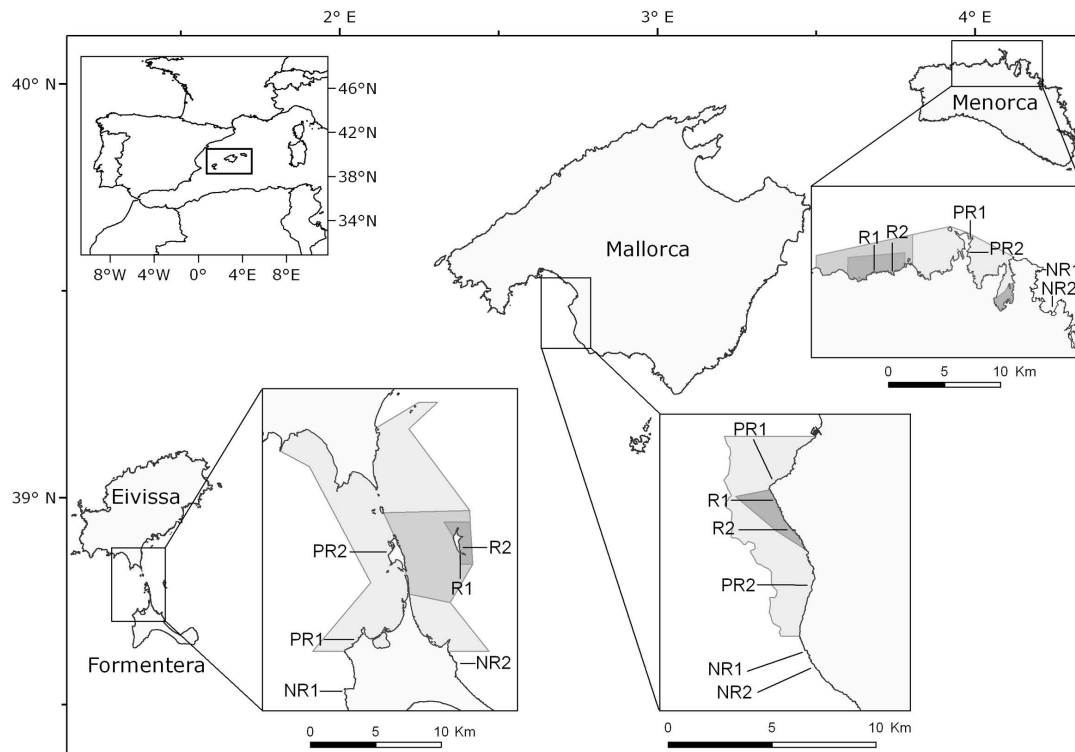 2° E
3° E
4° E
40° N
39° N
46°N
42°N
38°N
34°N
8°W
4°W
0°
4°E
8°E
Menorca
Mallorca
Eivissa
Formentera
PR1
R1
R2
PR2
NR1
NR2
0 5 10 Km
PR1
R1
R2
PR2
NR1
NR2
0 5 10 Km
PR2
R2
R1
PR1
NR2
NR1
0 5 10 Km